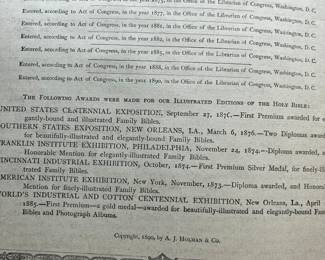 Entered, according to Act of Congress, in the year 1877, in the Office of the Librarian of Congress, Washington, D. C.
Entered, according to Act of Congress, in the year 1881, in the Office of the Librarian of Congress, Washington, D. C.
Entered, according to Act of Congress, in the year 1882, in the Office of the Librarian of Congress, Washington, D. C.
Entered, according to Act of Congress, in the year 1885, in the Office of the Librarian of Congress, Washington, D. C.
Entered, according to Act of Congress, in the year 1888, in the Office of the Librarian of Congress, Washington, D. C.
Entered, according to Act of Congress, in the year 1890, in the Office of the Librarian of Congress, Washington, D. C.
The Following Awards were made for our Illustrated Editions of the Holy Bible:
UNITED STATES CENTENNIAL EXPOSITION, September 27, 1876.—First Premium awarded for
gantly-bound and illustrated Family Bibles.
SOUTHERN STATES EXPOSITION, NEW ORLEANS, LA., March 6, 1876.—Two Diplomas
for beautifully-illustrated and elegantly-bound Family Bibles.
FRANKLIN INSTITUTE EXHIBITION, PHILADELPHIA, November 24, 1874.—Diploma awarded,
Honorable Mention for elegantly-illustrated Family Bibles.
CINCINNATI INDUSTRIAL EXHIBITION, October, 1874.—First Premium Silver Medal, for finely-
trated Family Bibles.
AMERICAN INSTITUTE EXHIBITION, New York, November, 1873.—Diploma awarded, and Honor
Mention for finely-illustrated Family Bibles.
WORLD'S INDUSTRIAL AND COTTON CENTENNIAL EXHIBITION, New Orleans, La., April
1885.—First Premium—a gold medal—awarded for beautifully-illustrated and elegantly-bound Fam
Bibles and Photograph Albums.
Copyright, 1890, by A. J. Holman & Co.